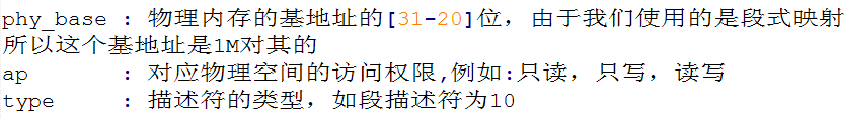 phy_base : 物理内存的基地址的[31-20]位，由于我们使用的是段式映射
所以这个基地址是1M对其的
ap : 对应物理空间的访问权限,例如:只读，只写，读写
type : 描述符的类型，如段描述符为10